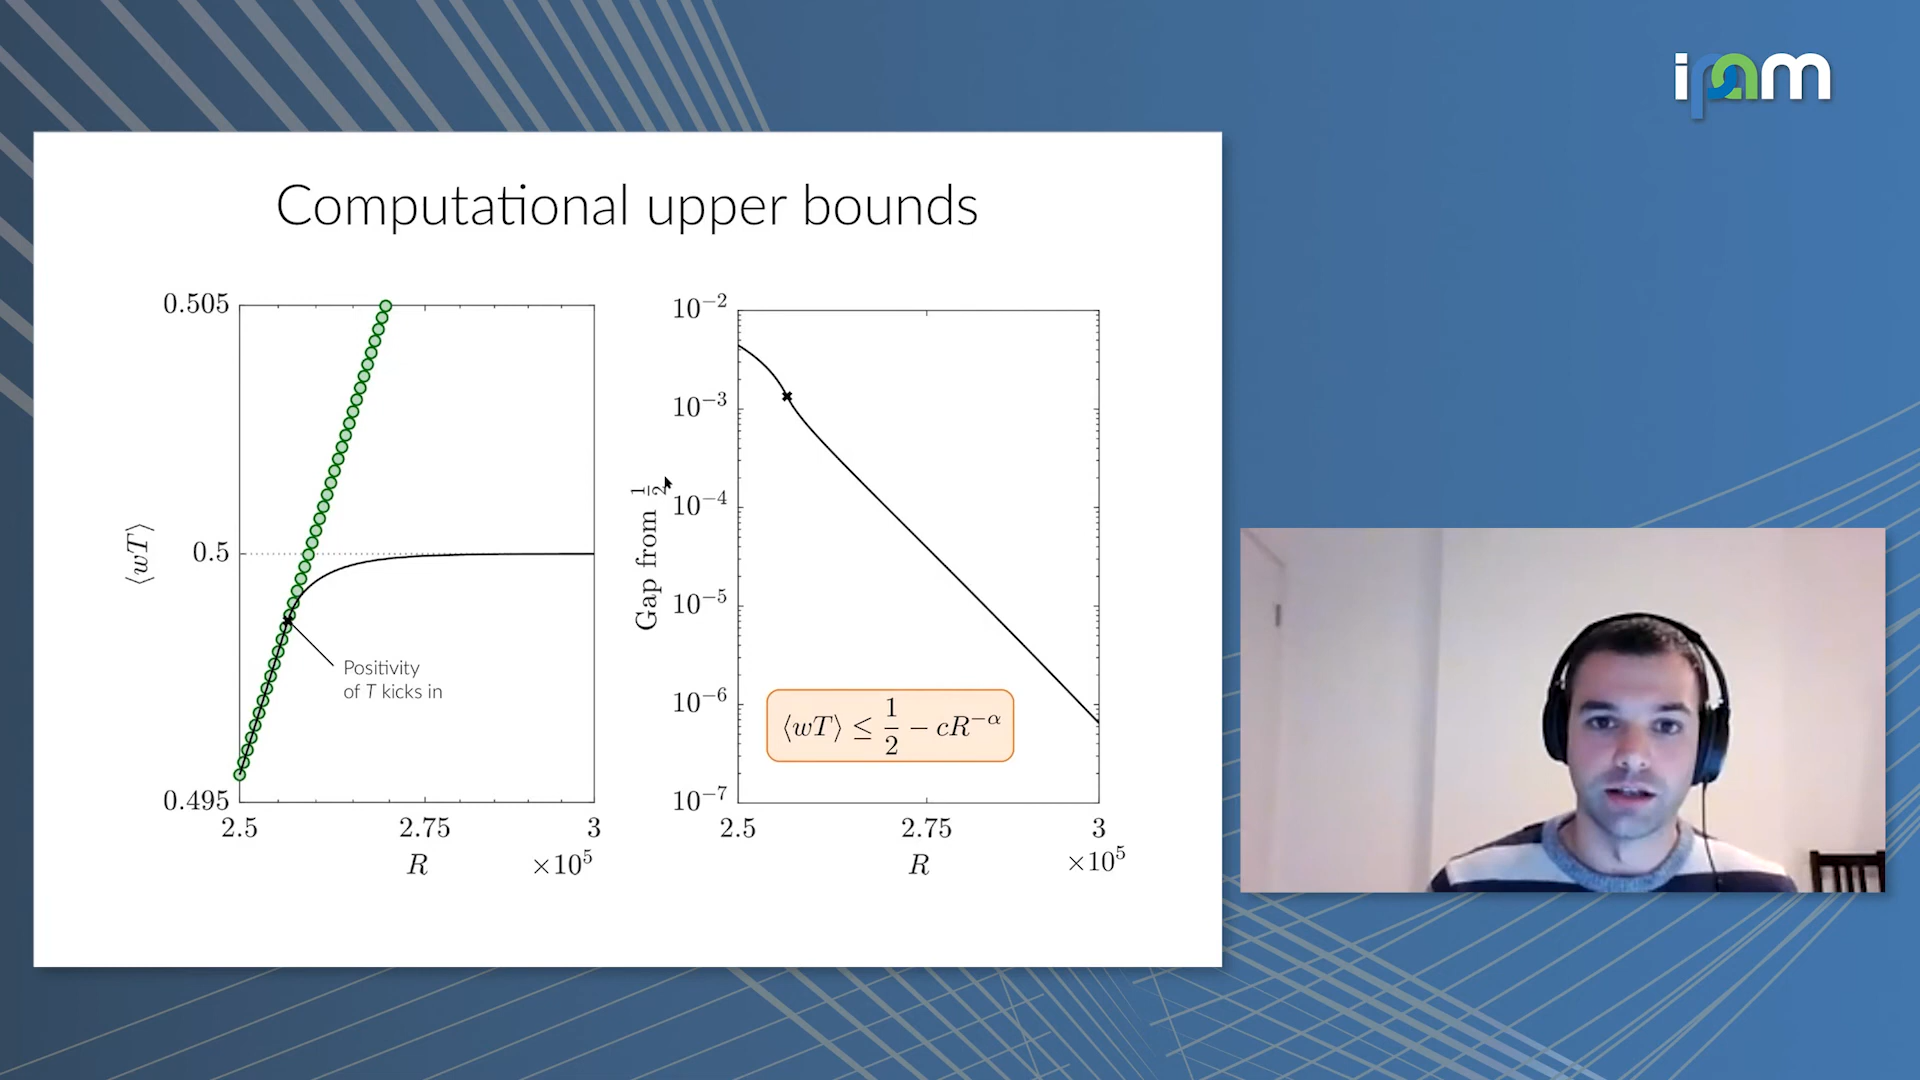 ipam
Computational upper bounds
0.505
0.5
0.495
⟨wT⟩
Positivity
of T kicks in
2.5
2.75
3
R
×10⁵
10⁻²
10⁻³
10⁻⁴
10⁻⁵
10⁻⁶
10⁻⁷
Gap from 1/2
⟨wT⟩ ≤ 1/2 − cR⁻ᵅ
2.5
2.75
3
R
×10⁵